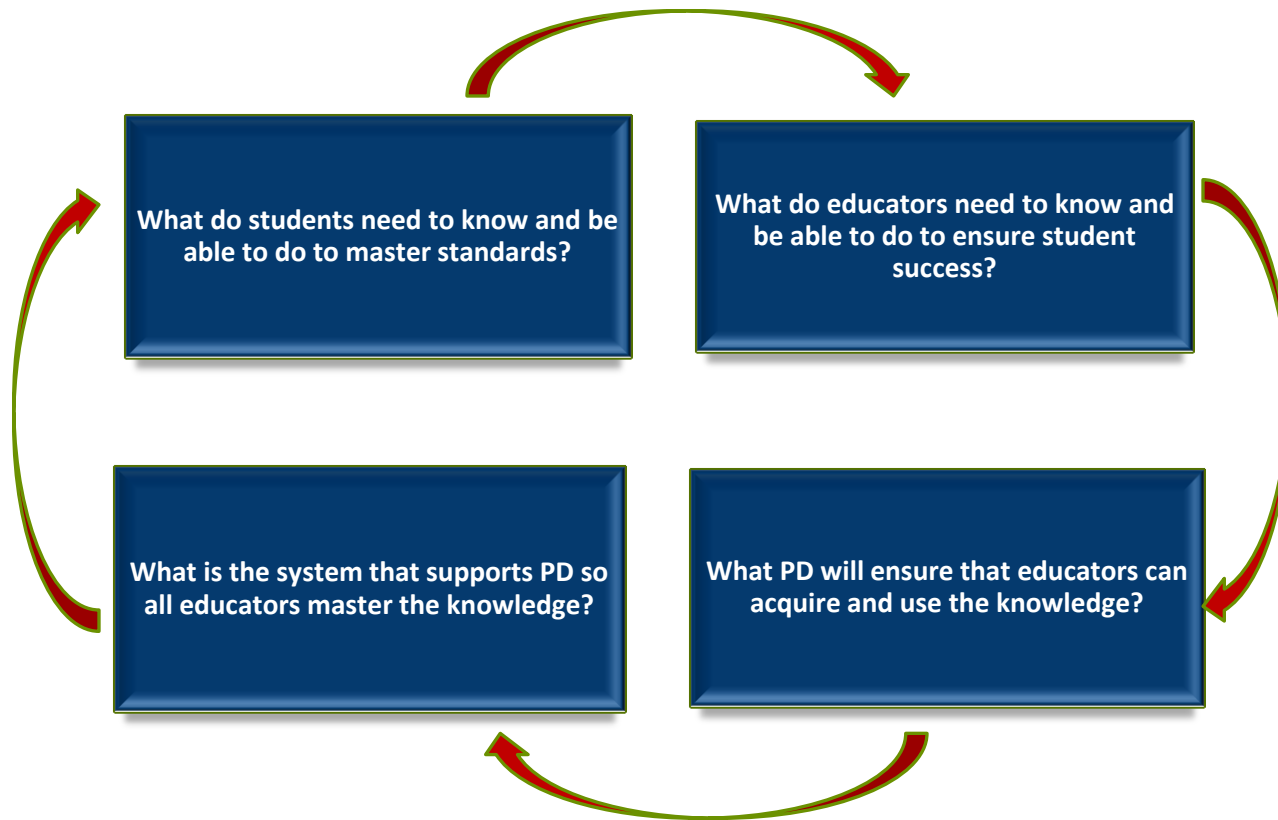 What do students need to know and be
able to do to master standards?
What do educators need to know and
be able to do to ensure student
success?
What is the system that supports PD so
all educators master the knowledge?
What PD will ensure that educators can
acquire and use the knowledge?